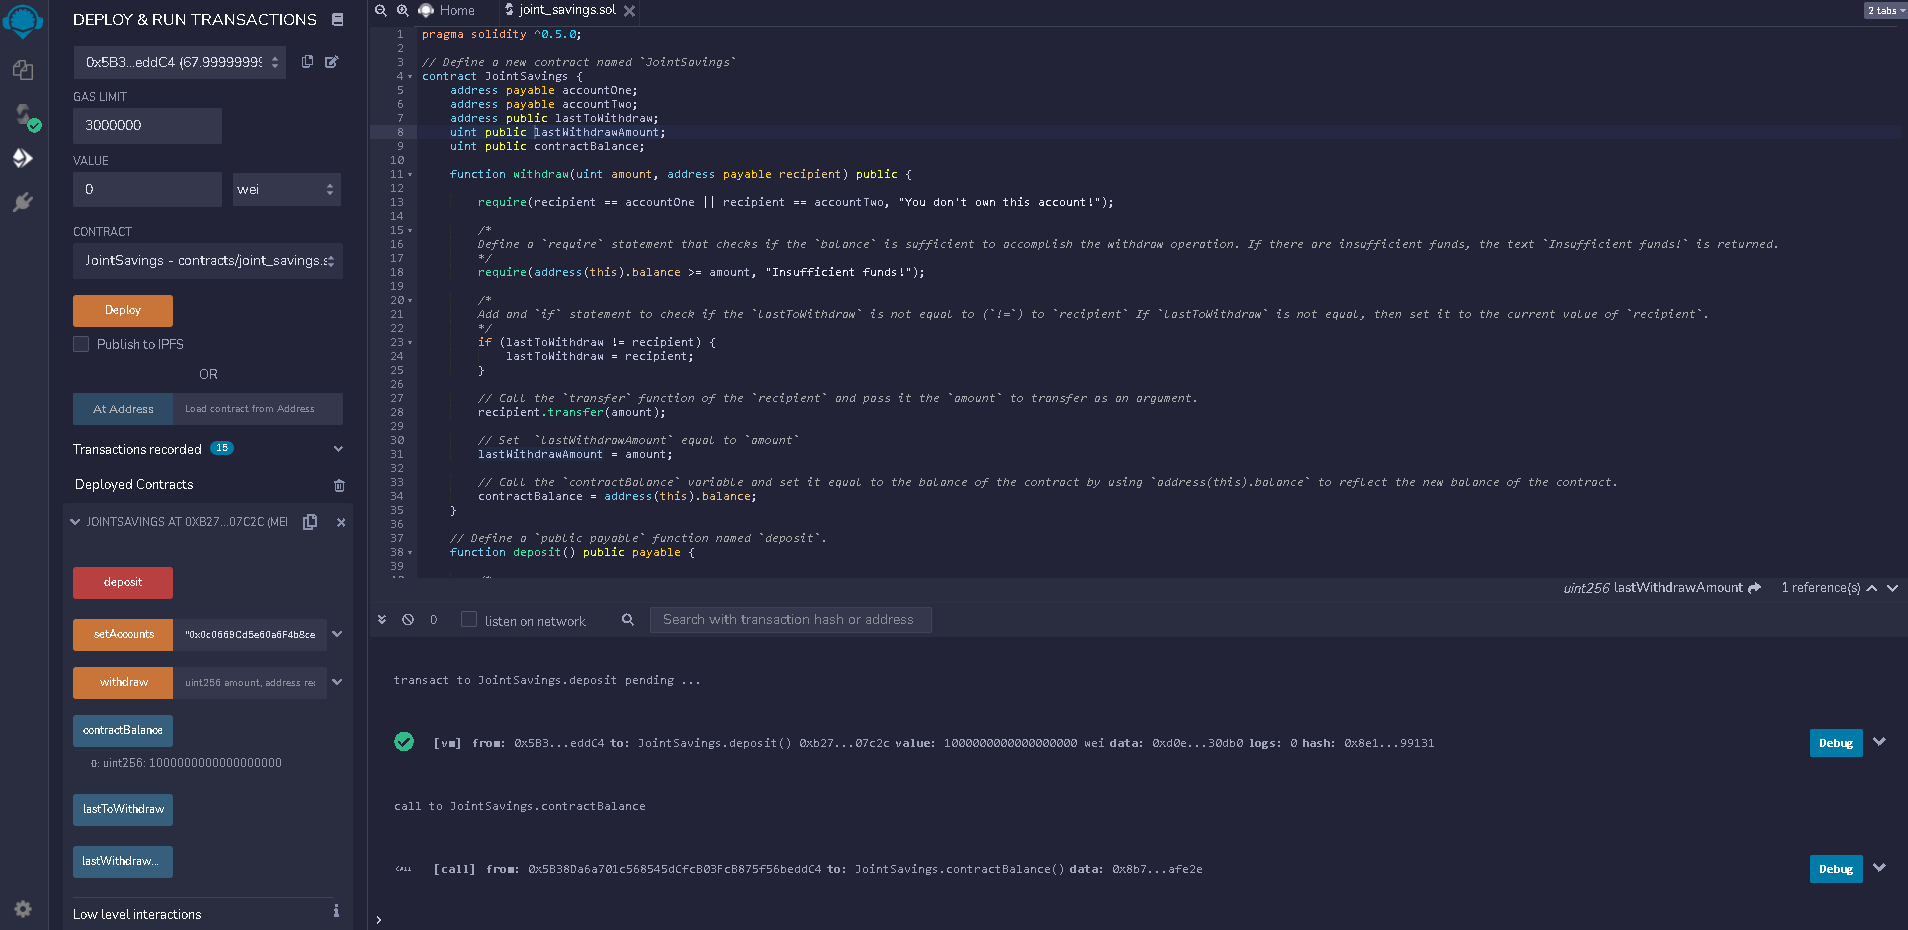 DEPLOY & RUN TRANSACTIONS
0x5B3...eddC4 (67.99999999
GAS LIMIT
3000000
VALUE
0
wei
CONTRACT
JointSavings - contracts/joint_savings.s
Deploy
Publish to IPFS
OR
At Address
Load contract from Address
Transactions recorded 15
Deployed Contracts
JOINTSAVINGS AT 0XB27...07C2C (MEI
deposit
setAccounts
"0x0c0669Cd5e60a6F4b8ce
withdraw
uint256 amount, address rec
contractBalance
0: uint256: 1000000000000000000
lastToWithdraw
lastWithdraw...
Low level interactions
Home
joint_savings.sol
2 tabs
1 pragma solidity ^0.5.0;
2
3 // Define a new contract named `JointSavings`
4 contract JointSavings {
5 address payable accountOne;
6 address payable accountTwo;
7 address public lastToWithdraw;
8 uint public lastWithdrawAmount;
9 uint public contractBalance;
10
11 function withdraw(uint amount, address payable recipient) public {
12
13 require(recipient == accountOne || recipient == accountTwo, "You don't own this account!");
14
15 /*
16 Define a `require` statement that checks if the `balance` is sufficient to accomplish the withdraw operation. If there are insufficient funds, the text `Insufficient funds!` is returned.
17 */
18 require(address(this).balance >= amount, "Insufficient funds!");
19
20 /*
21 Add and `if` statement to check if the `lastToWithdraw` is not equal to (`!=`) to `recipient` If `lastToWithdraw` is not equal, then set it to the current value of `recipient`.
22 */
23 if (lastToWithdraw != recipient) {
24 lastToWithdraw = recipient;
25 }
26
27 // Call the `transfer` function of the `recipient` and pass it the `amount` to transfer as an argument.
28 recipient.transfer(amount);
29
30 // Set  `lastWithdrawAmount` equal to `amount`
31 lastWithdrawAmount = amount;
32
33 // Call the `contractBalance` variable and set it equal to the balance of the contract by using `address(this).balance` to reflect the new balance of the contract.
34 contractBalance = address(this).balance;
35 }
36
37 // Define a `public payable` function named `deposit`.
38 function deposit() public payable {
39
uint256 lastWithdrawAmount
1 reference(s)
0
listen on network
Search with transaction hash or address
transact to JointSavings.deposit pending ...
[vm] from: 0x5B3...eddC4 to: JointSavings.deposit() 0xb27...07c2c value: 1000000000000000000 wei data: 0xd0e...30db0 logs: 0 hash: 0x8e1...99131
Debug
call to JointSavings.contractBalance
CALL
[call] from: 0x5B38Da6a701c568545dCfcB03FcB875f56beddC4 to: JointSavings.contractBalance() data: 0x8b7...afe2e
Debug
>